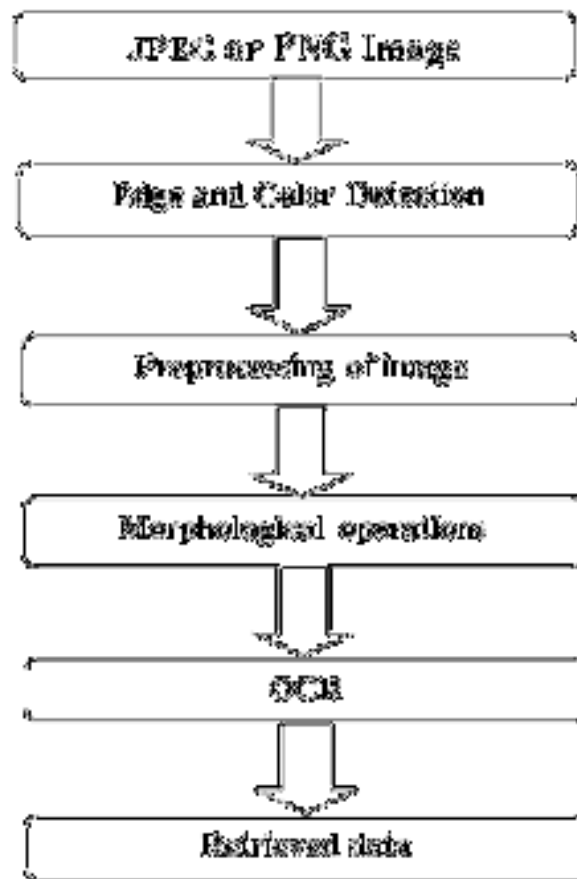 JPEG or PNG Image
Edge and Color Detection
Preprocessing of image
Morphological operations
OCR
Retrieved data